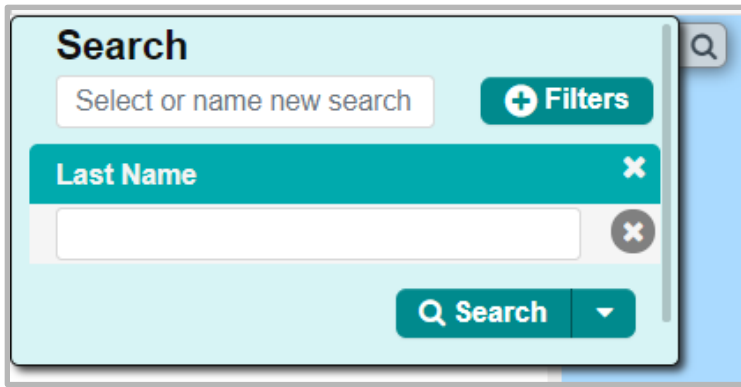 Search
Select or name new search
Filters
Last Name
Search